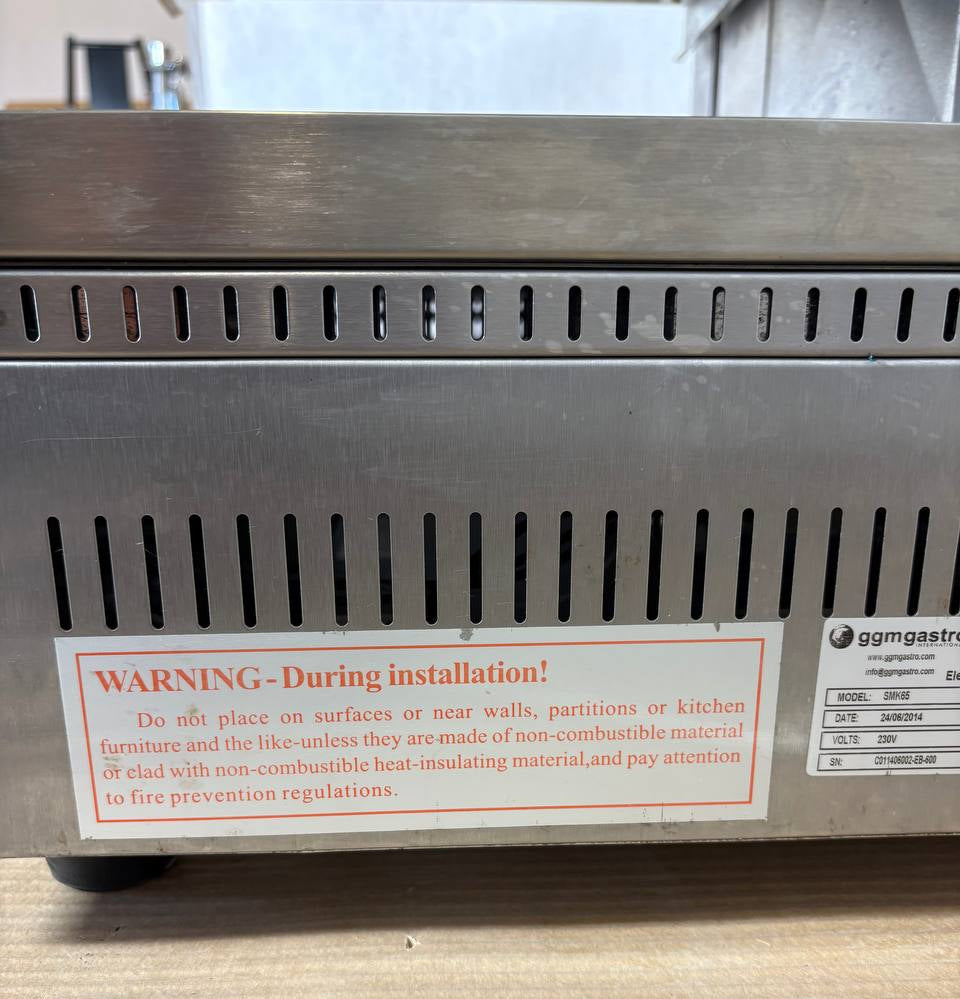 WARNING-During installation!
Do not place on surfaces or near walls, partitions or kitchen
furniture and the like-unless they are made of non-combustible material
or clad with non-combustible heat-insulating material,and pay attention
to fire prevention regulations.
ggmgastro
INTERNATIONAL
www.ggmgastro.com
info@ggmgastro.com
Ele
MODEL: SMK65
DATE: 24/06/2014
VOLTS: 230V
SN: C011406002-EB-600